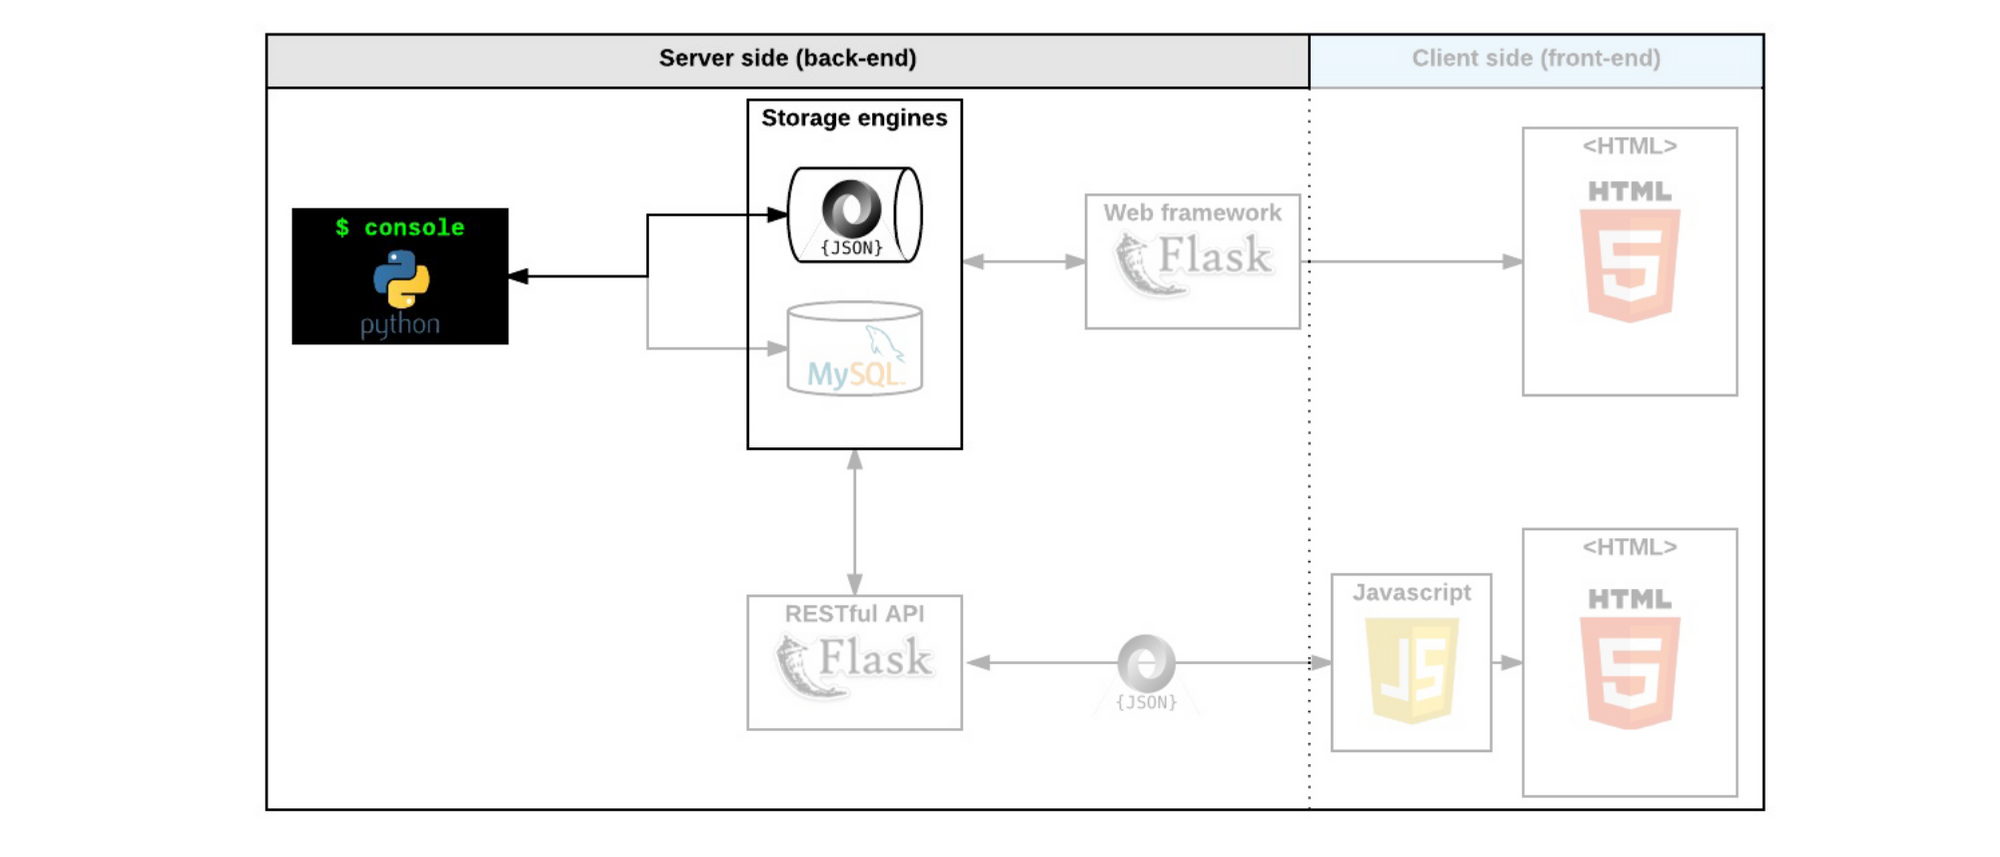 Server side (back-end)
Client side (front-end)
Storage engines
{JSON}
MySQL
$ console
python
Web framework
Flask
<HTML>
HTML
5
RESTful API
Flask
{JSON}
Javascript
JS
<HTML>
HTML
5